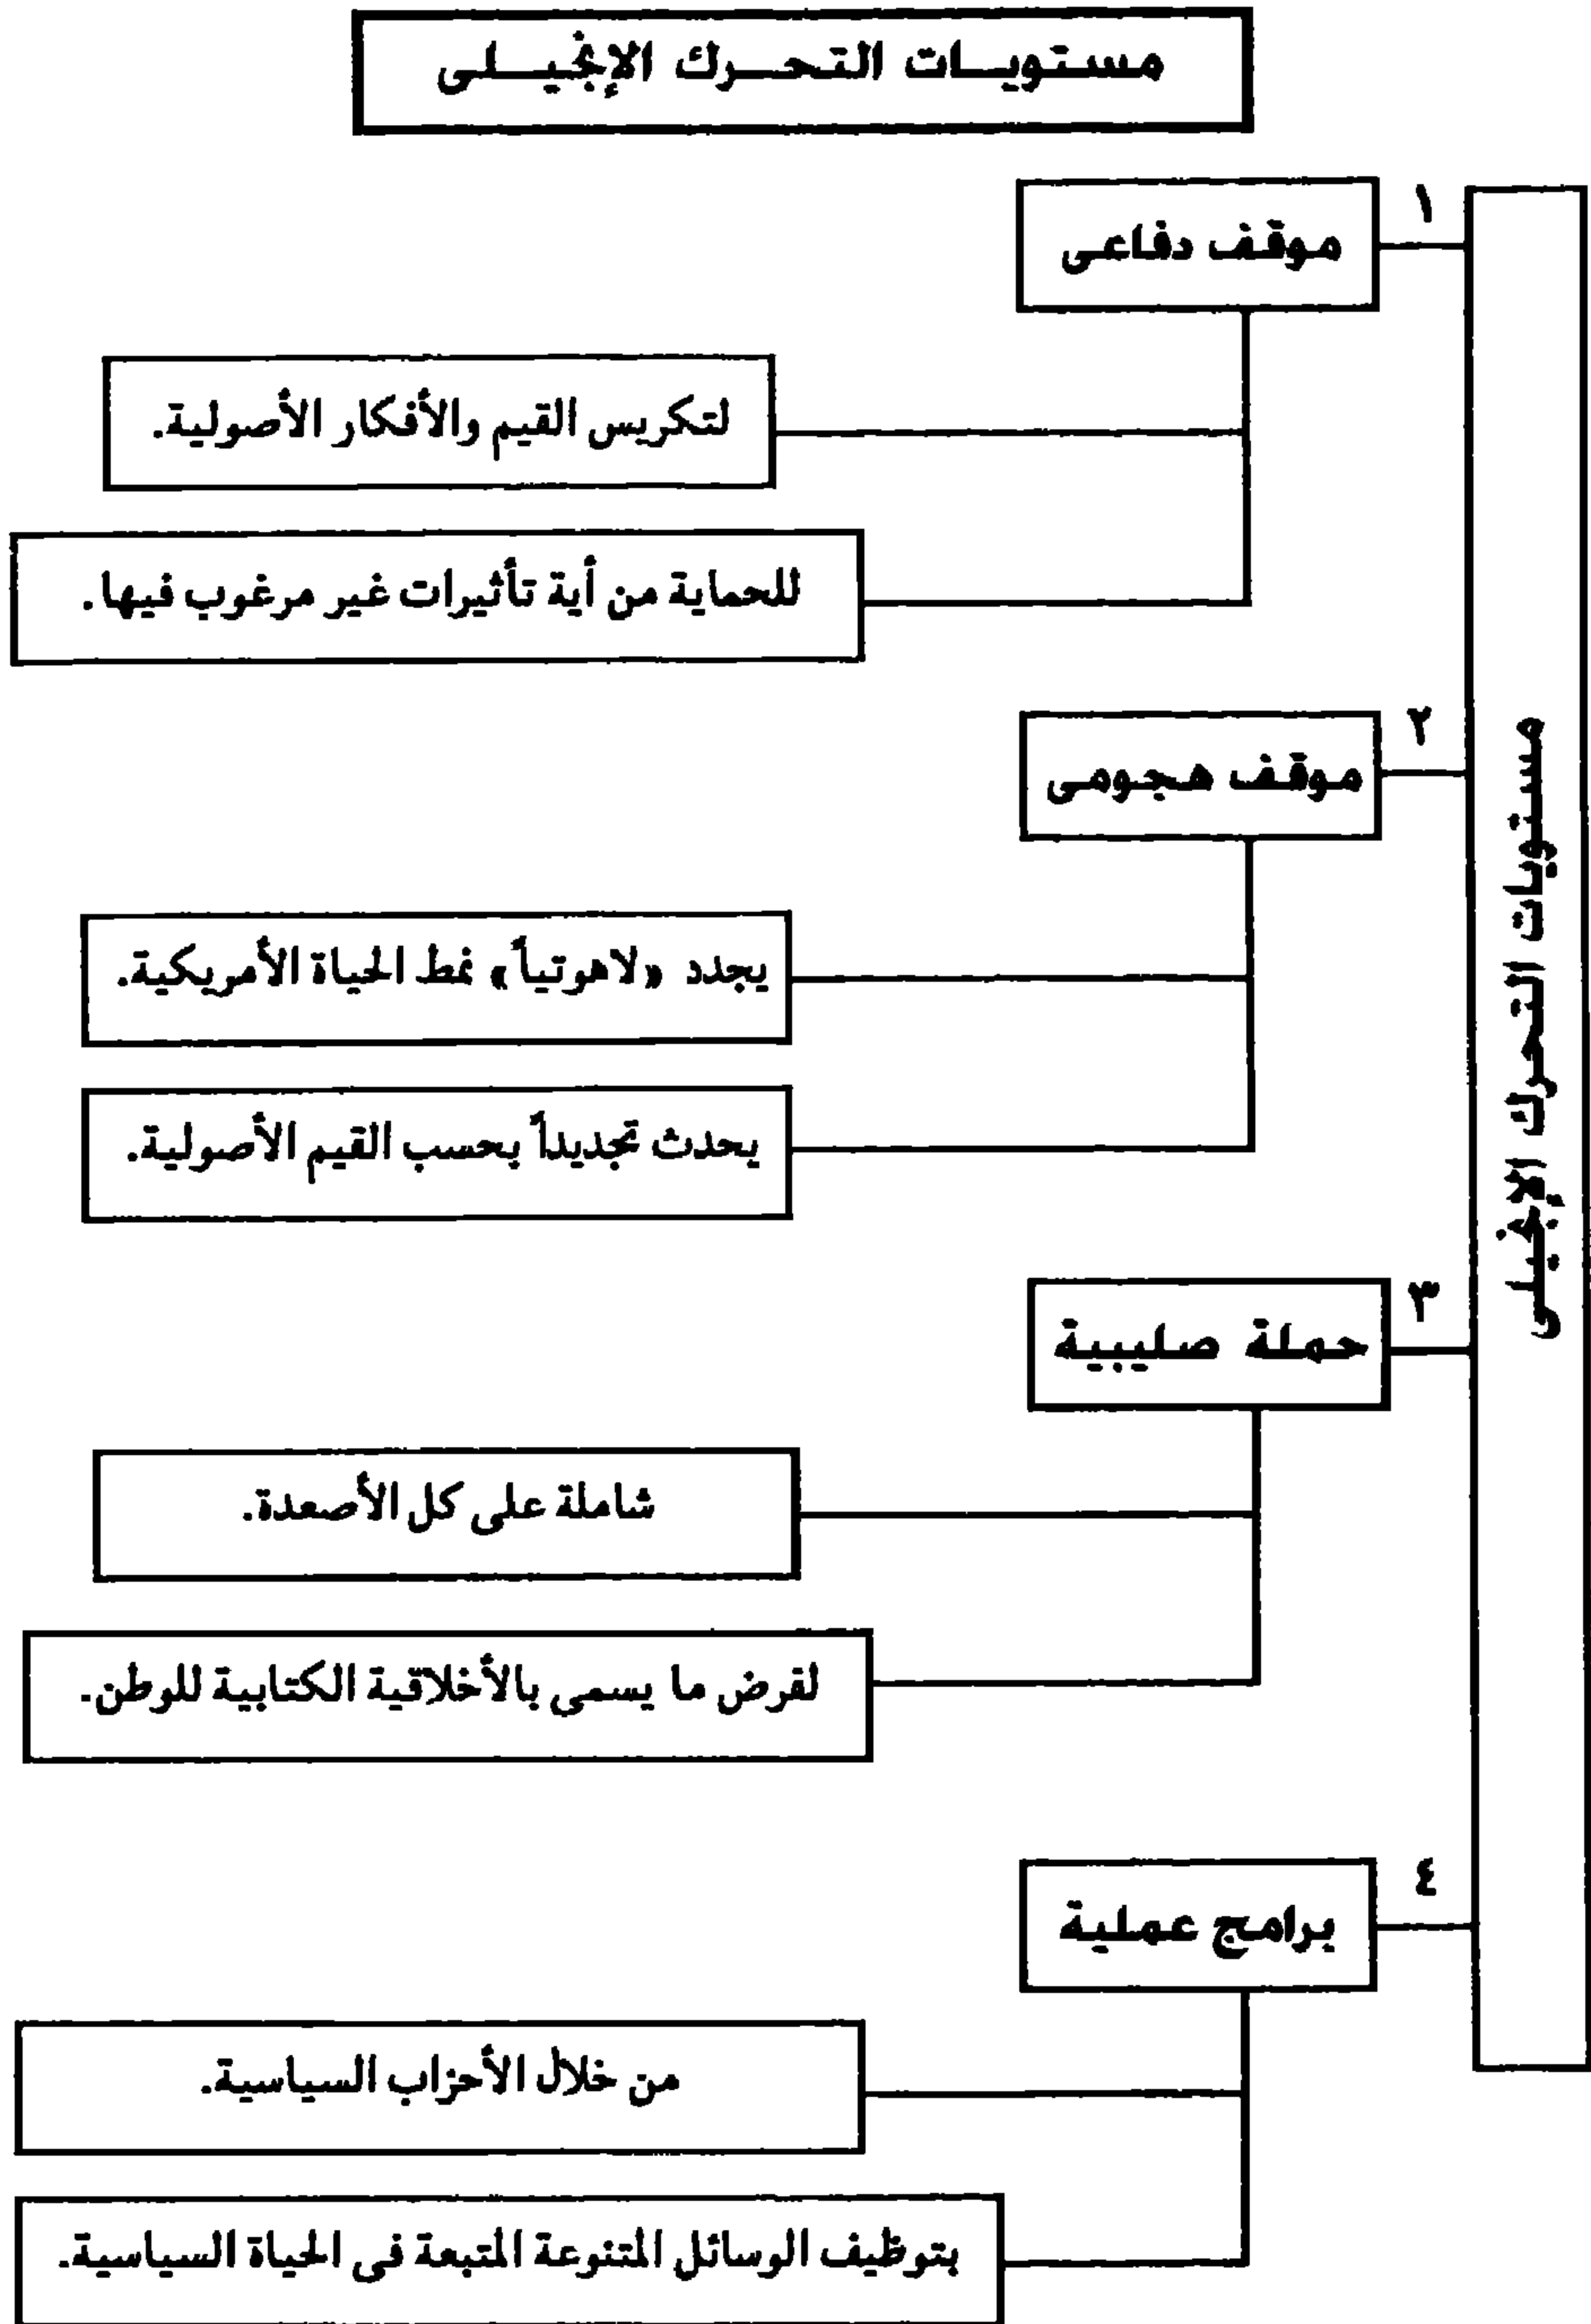 مستويات التحرك الإنجيلى
مستويات التحرك الإنجيلى
١
موقف دفاعى
لتكريس القيم والأفكار الأصولية.
للحماية من أية تأثيرات غير مرغوب فيها.
٢
موقف هجومى
يجدد «لاهوتياً» نمط الحياة الأمريكية.
يحدث تجديداً بحسب القيم الأصولية.
٣
حملة صليبية
شاملة على كل الأصعدة.
لفرض ما يسمى بالأخلاقية الكتابية للوطن.
٤
برامج عملية
من خلال الأحزاب السياسية.
بتوظيف الوسائل المتنوعة المتبعة فى الحياة السياسية.